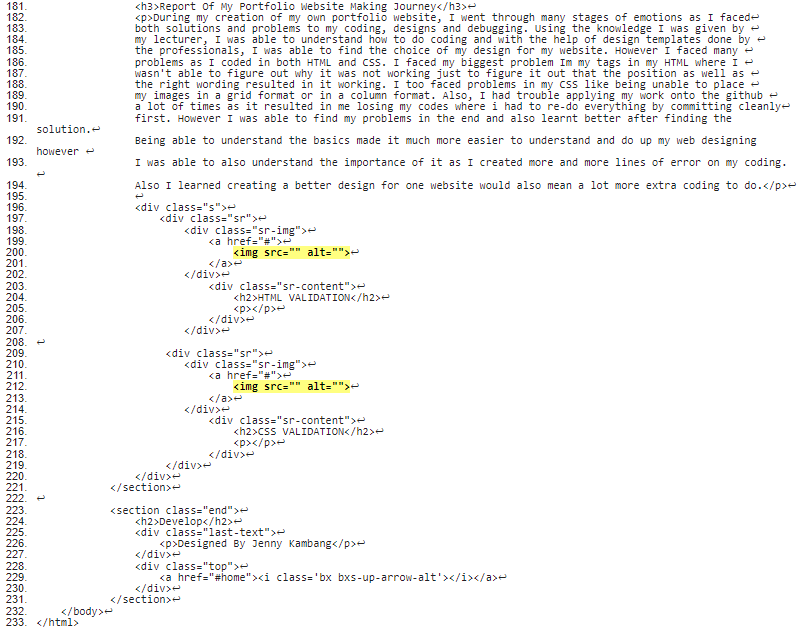 181. <h3>Report Of My Portfolio Website Making Journey</h3>↩
182. <p>During my creation of my own portfolio website, I went through many stages of emotions as I faced↩
183. both solutions and problems to my coding, designs and debugging. Using the knowledge I was given by ↩
184. my lecturer, I was able to understand how to do coding and with the help of design templates done by ↩
185. the professionals, I was able to find the choice of my design for my website. However I faced many ↩
186. problems as I coded in both HTML and CSS. I faced my biggest problem Im my tags in my HTML where I ↩
187. wasn't able to figure out why it was not working just to figure it out that the position as well as ↩
188. the right wording resulted in it working. I too faced problems in my CSS like being unable to place ↩
189. my images in a grid format or in a column format. Also, I had trouble applying my work onto the github ↩
190. a lot of times as it resulted in me losing my codes where i had to re-do everything by committing cleanly↩
191. first. However I was able to find my problems in the end and also learnt better after finding the
solution.↩
192. Being able to understand the basics made it much more easier to understand and do up my web designing
however ↩
193. I was able to also understand the importance of it as I created more and more lines of error on my coding.
↩
194. Also I learned creating a better design for one website would also mean a lot more extra coding to do.</p>↩
195. ↩
196. <div class="s">↩
197. <div class="sr">↩
198. <div class="sr-img">↩
199. <a href="#">↩
200. <img src="" alt="">↩
201. </a>↩
202. </div>↩
203. <div class="sr-content">↩
204. <h2>HTML VALIDATION</h2>↩
205. <p></p>↩
206. </div>↩
207. </div>↩
208. ↩
209. <div class="sr">↩
210. <div class="sr-img">↩
211. <a href="#">↩
212. <img src="" alt="">↩
213. </a>↩
214. </div>↩
215. <div class="sr-content">↩
216. <h2>CSS VALIDATION</h2>↩
217. <p></p>↩
218. </div>↩
219. </div>↩
220. </div>↩
221. </section>↩
222. ↩
223. <section class="end">↩
224. <h2>Develop</h2>↩
225. <div class="last-text">↩
226. <p>Designed By Jenny Kambang</p>↩
227. </div>↩
228. <div class="top">↩
229. <a href="#home"><i class='bx bxs-up-arrow-alt'></i></a>↩
230. </div>↩
231. </section>↩
232. </body>↩
233. </html>